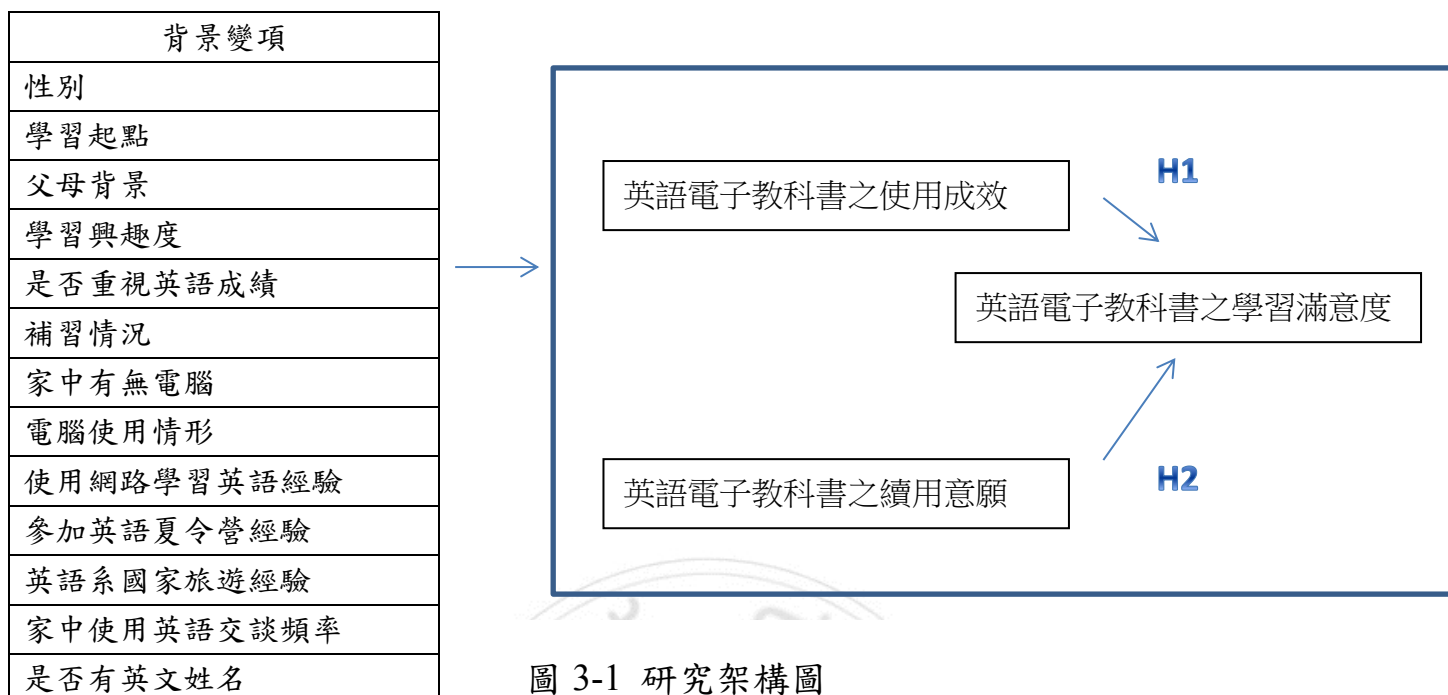 背景變項
性別
學習起點
父母背景
學習興趣度
是否重視英語成績
補習情況
家中有無電腦
電腦使用情形
使用網路學習英語經驗
參加英語夏令營經驗
英語系國家旅遊經驗
家中使用英語交談頻率
是否有英文姓名
英語電子教科書之使用成效
H1
英語電子教科書之學習滿意度
英語電子教科書之續用意願
H2
圖 3-1 研究架構圖